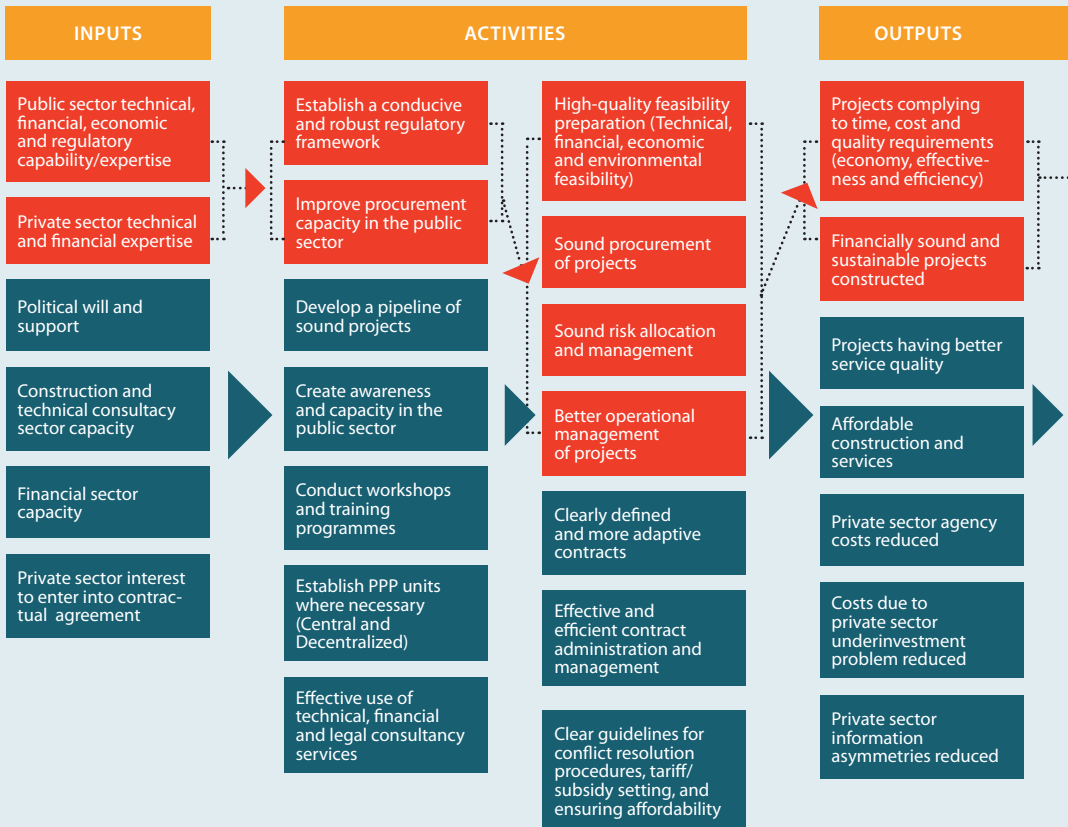 INPUTS
Public sector technical,
financial, economic
and regulatory
capability/expertise
Private sector technical
and financial expertise
Political will and
support
Construction and
technical consultacy
sector capacity
Financial sector
capacity
Private sector interest
to enter into contrac-
tual agreement
ACTIVITIES
Establish a conducive
and robust regulatory
framework
Improve procurement
capacity in the public
sector
Develop a pipeline of
sound projects
Create awareness
and capacity in the
public sector
Conduct workshops
and training
programmes
Establish PPP units
where necessary
(Central and
Decentralized)
Effective use of
technical, financial
and legal consultancy
services
High-quality feasibility
preparation (Technical,
financial, economic
and environmental
feasibility)
Sound procurement
of projects
Sound risk allocation
and management
Better operational
management
of projects
Clearly defined
and more adaptive
contracts
Effective and
efficient contract
administration and
management
Clear guidelines for
conflict resolution
procedures, tariff/
subsidy setting, and
ensuring affordability
OUTPUTS
Projects complying
to time, cost and
quality requirements
(economy, effective-
ness and efficiency)
Financially sound and
sustainable projects
constructed
Projects having better
service quality
Affordable
construction and
services
Private sector agency
costs reduced
Costs due to
private sector
underinvestment
problem reduced
Private sector
information
asymmetries reduced